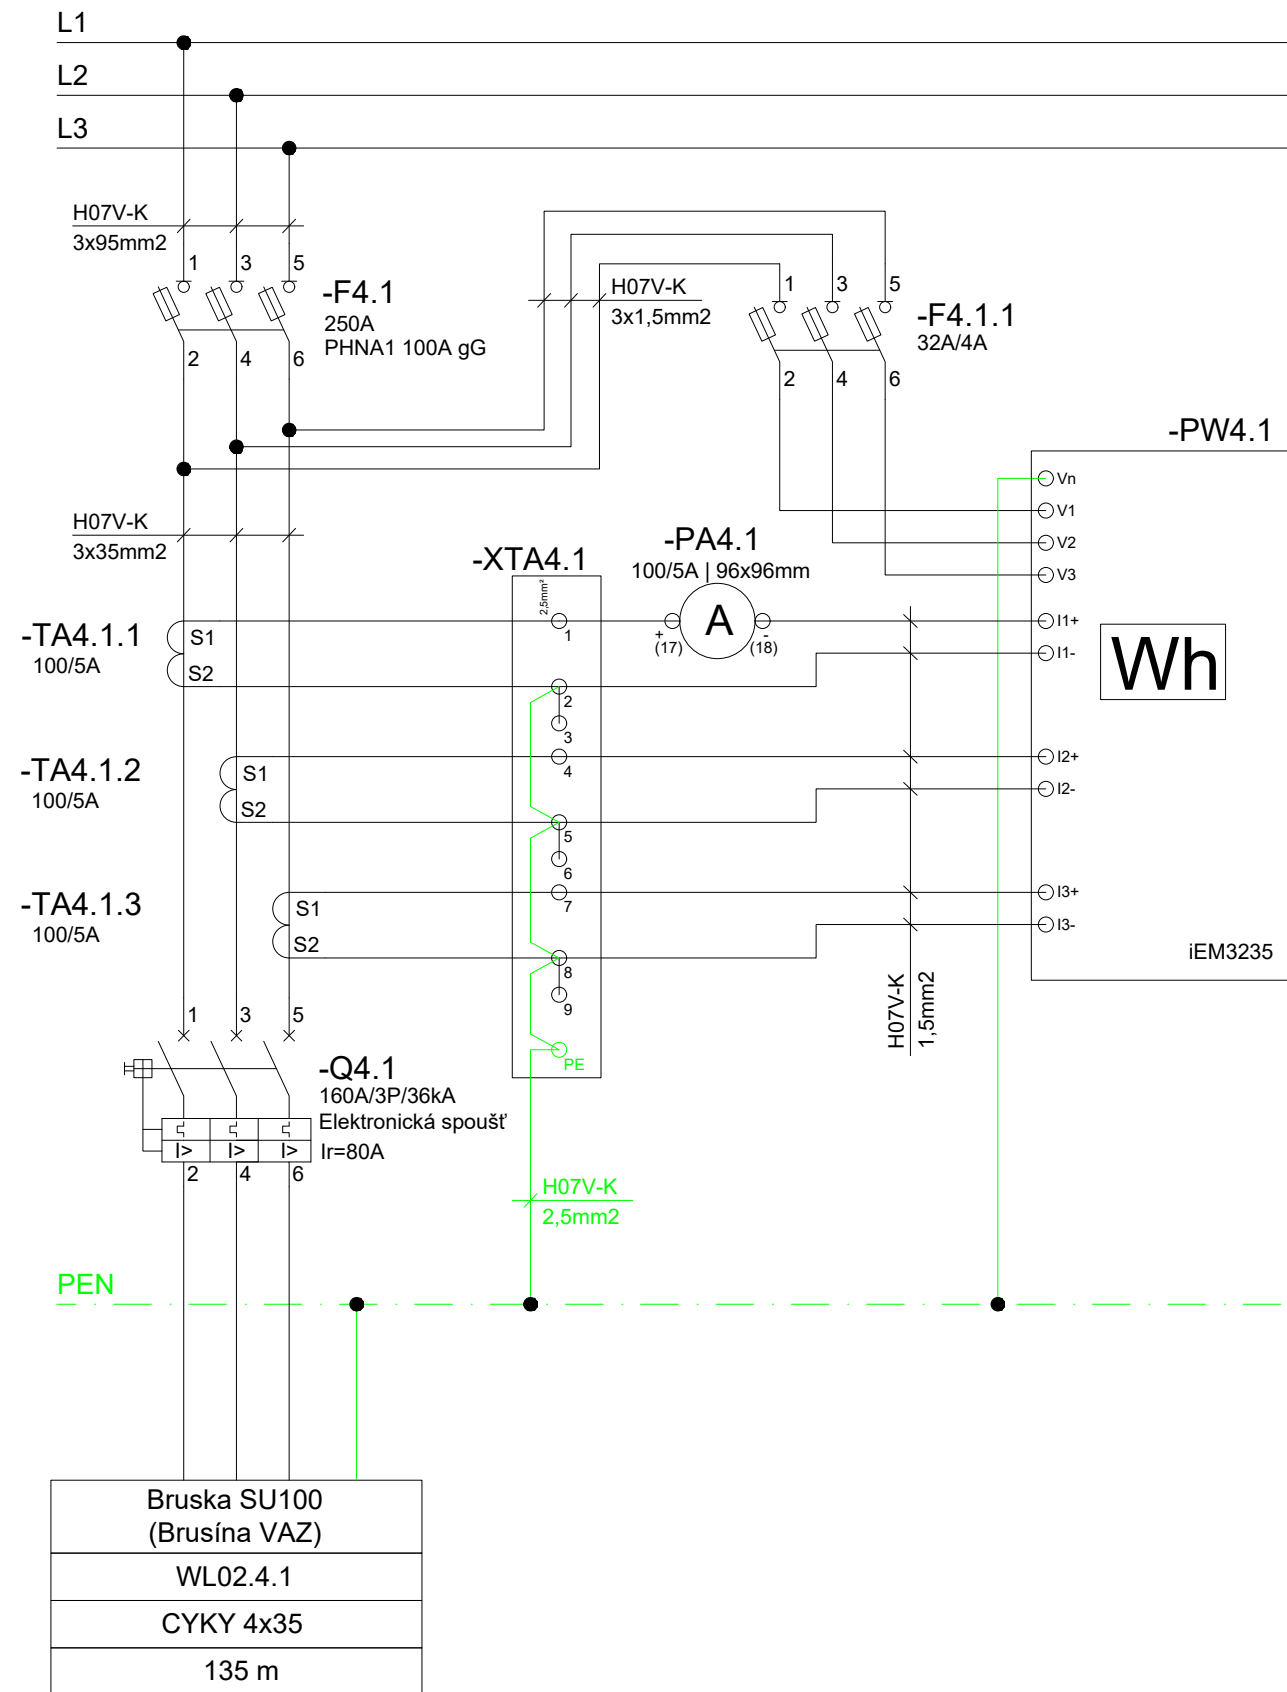 L1
L2
L3
H07V-K
3x95mm2
1 3 5
-F4.1
250A
PHNA1 100A gG
2 4 6
H07V-K
3x1,5mm2
1 3 5
-F4.1.1
32A/4A
2 4 6
-PW4.1
Vn
V1
V2
V3
I1+
I1-
Wh
I2+
I2-
I3+
I3-
iEM3235
H07V-K
3x35mm2
-XTA4.1
2,5mm²
1
2
3
4
5
6
7
8
9
PE
-PA4.1
100/5A | 96x96mm
A
+ -
(17) (18)
-TA4.1.1
100/5A
S1
S2
-TA4.1.2
100/5A
S1
S2
-TA4.1.3
100/5A
S1
S2
H07V-K
1,5mm2
1 3 5
-Q4.1
160A/3P/36kA
Elektronická spoušť
Ir=80A
I> I> I>
2 4 6
H07V-K
2,5mm2
PEN
Bruska SU100
(Brusína VAZ)
WL02.4.1
CYKY 4x35
135 m